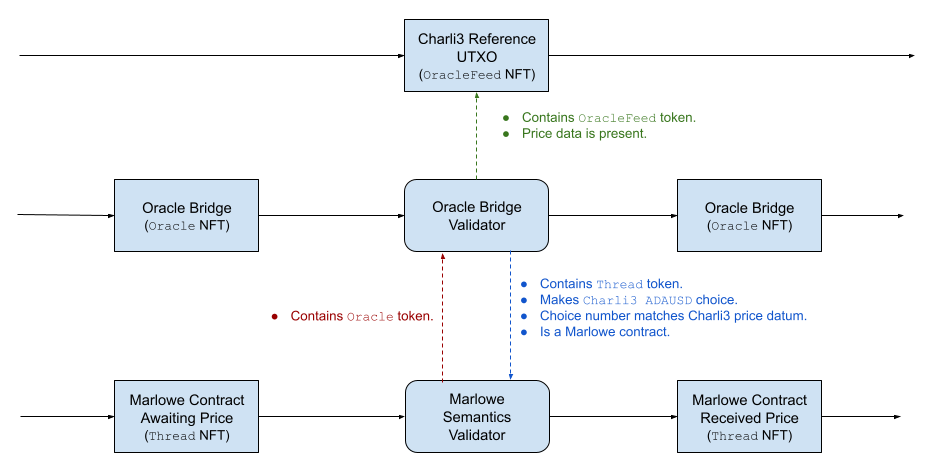 Charli3 Reference
UTXO
(OracleFeed NFT)
● Contains OracleFeed token.
● Price data is present.
Oracle Bridge
(Oracle NFT)
Oracle Bridge
Validator
Oracle Bridge
(Oracle NFT)
● Contains Oracle token.
● Contains Thread token.
● Makes Charli3 ADAUSD choice.
● Choice number matches Charli3 price datum.
● Is a Marlowe contract.
Marlowe Contract
Awaiting Price
(Thread NFT)
Marlowe
Semantics
Validator
Marlowe Contract
Received Price
(Thread NFT)